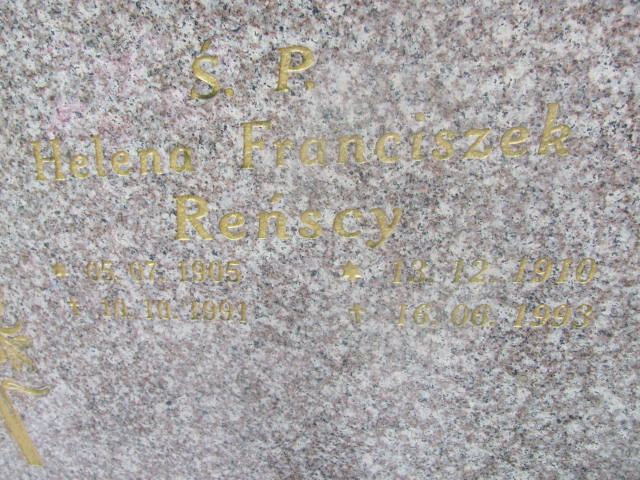 Ś. P.
Helena Franciszek
Reńscy
* 05. 07. 1905 * 13. 12. 1910
† 10. 10. 1991 † 16. 06. 1993